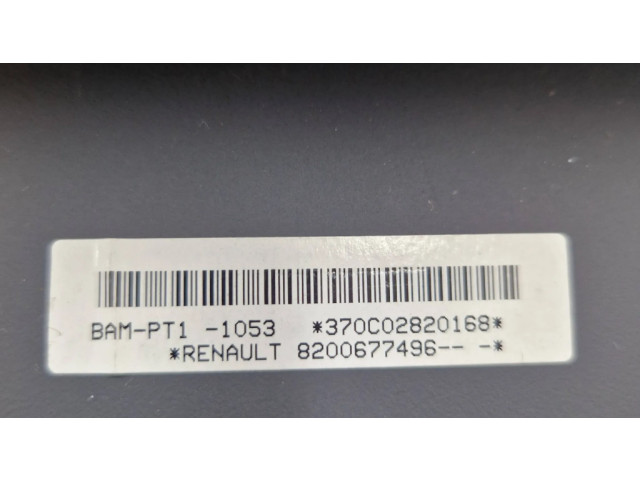 BAM-PT1 -1053 *370C02820168*
*RENAULT 8200677496-- -*